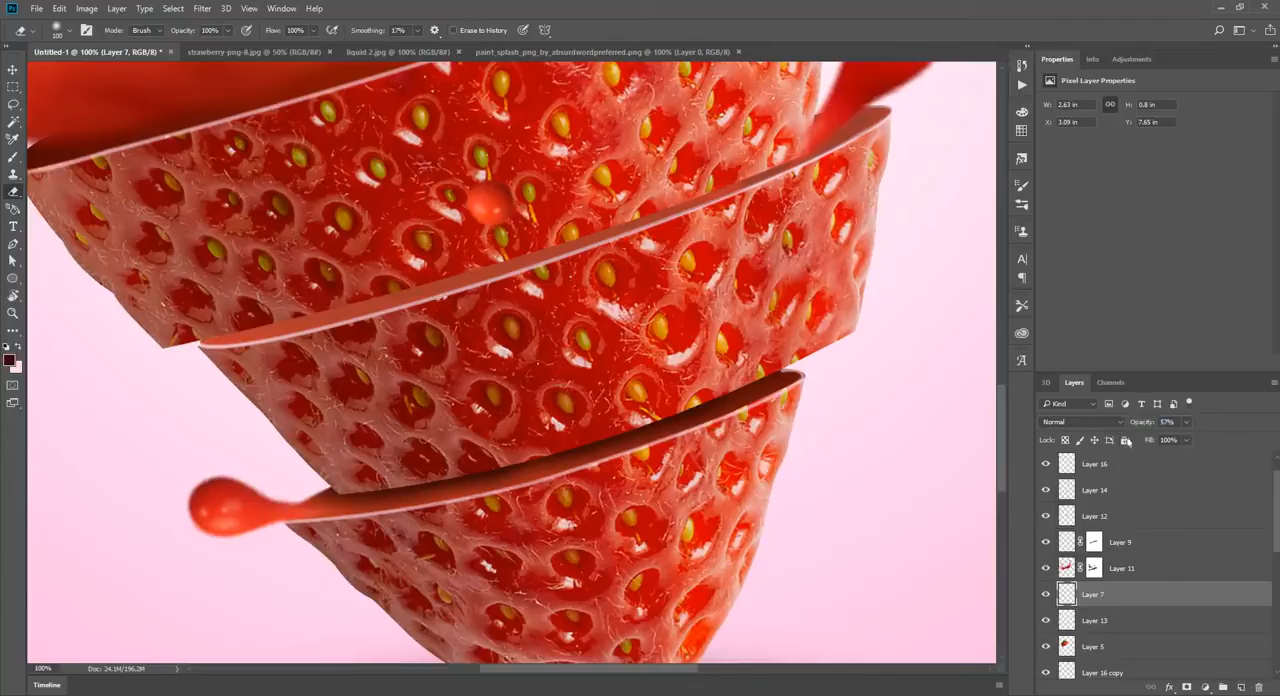 Ps File Edit Image Layer Type Select Filter 3D View Window Help
100 Mode: Brush Opacity: 100% Flow: 100% Smoothing: 17% Erase to History
Untitled-1 @ 100% (Layer 7, RGB/8) * × strawberry-png-8.jpg @ 50% (RGB/8#) × liquid 2.jpg @ 100% (RGB/8#) × paint_splash_png_by_absurdwordpreferred.png @ 100% (Layer 0, RGB/8) ×
Properties Info Adjustments
Pixel Layer Properties
W: 2.63 in H: 0.8 in
X: 3.09 in Y: 7.65 in
3D Layers Channels
Kind
Normal Opacity: 57%
Lock: Fill: 100%
Layer 16
Layer 14
Layer 12
Layer 9
Layer 11
Layer 7
Layer 13
Layer 5
Layer 16 copy
100% Doc: 24.1M/196.2M
Timeline